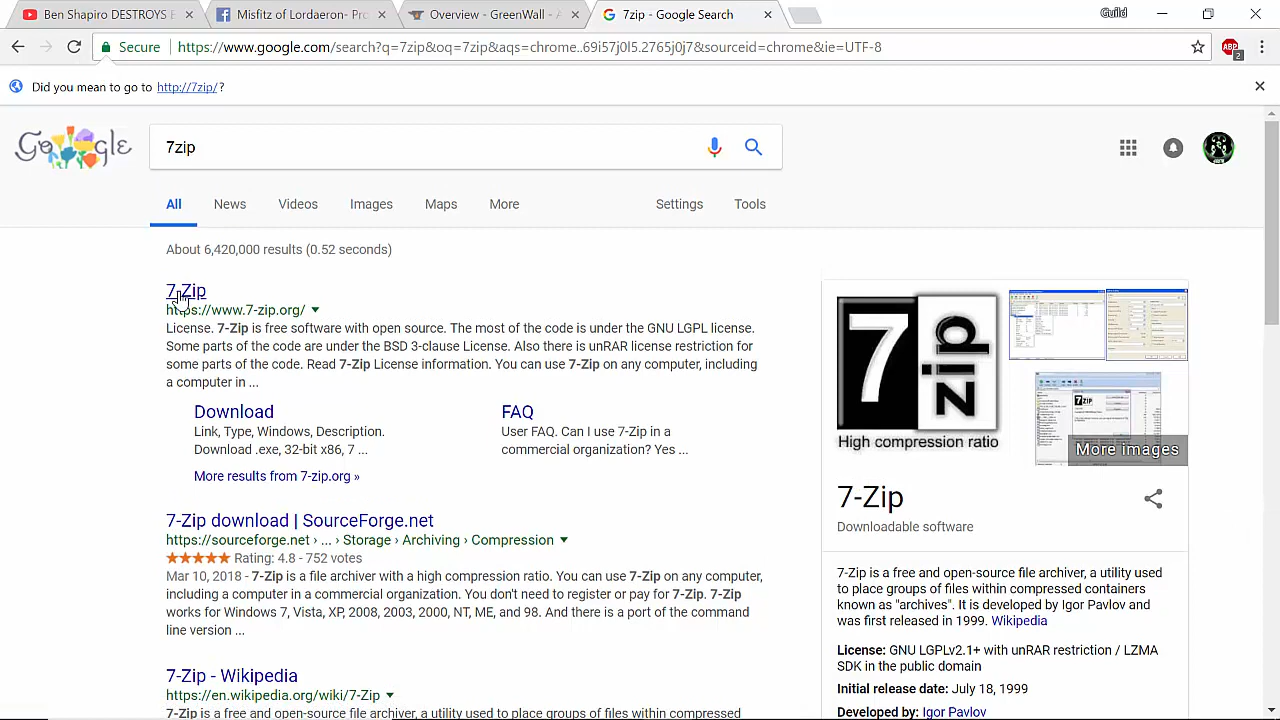 Ben Shapiro DESTROYS E
Misfitz of Lordaeron - Pr
Overview - GreenWall - A
7zip - Google Search
Guild
Secure
https://www.google.com/search?q=7zip&oq=7zip&aqs=chrome..69i57j0l5.2765j0j7&sourceid=chrome&ie=UTF-8
ABP
2
Did you mean to go to http://7zip/?
Google
7zip
All
News
Videos
Images
Maps
More
Settings
Tools
About 6,420,000 results (0.52 seconds)
7-Zip
https://www.7-zip.org/
License. 7-Zip is free software with open source. The most of the code is under the GNU LGPL license.
Some parts of the code are under the BSD 3-clause License. Also there is unRAR license restriction for
some parts of the code. Read 7-Zip License information. You can use 7-Zip on any computer, including
a computer in ...
Download
Link, Type, Windows, Description.
Download .exe, 32-bit x86, 7 ...
FAQ
User FAQ. Can I use 7-Zip in a
commercial organization? Yes ...
More results from 7-zip.org »
7-Zip download | SourceForge.net
https://sourceforge.net › ... › Storage › Archiving › Compression
Rating: 4.8 - 752 votes
Mar 10, 2018 - 7-Zip is a file archiver with a high compression ratio. You can use 7-Zip on any computer,
including a computer in a commercial organization. You don't need to register or pay for 7-Zip. 7-Zip
works for Windows 7, Vista, XP, 2008, 2003, 2000, NT, ME, and 98. And there is a port of the command
line version ...
7-Zip - Wikipedia
https://en.wikipedia.org/wiki/7-Zip
7-Zip is a free and open-source file archiver, a utility used to place groups of files within compressed
7zip
High compression ratio
7zip
More images
7-Zip
Downloadable software
7-Zip is a free and open-source file archiver, a utility used
to place groups of files within compressed containers
known as "archives". It is developed by Igor Pavlov and
was first released in 1999. Wikipedia
License: GNU LGPLv2.1+ with unRAR restriction / LZMA
SDK in the public domain
Initial release date: July 18, 1999
Developed by: Igor Pavlov